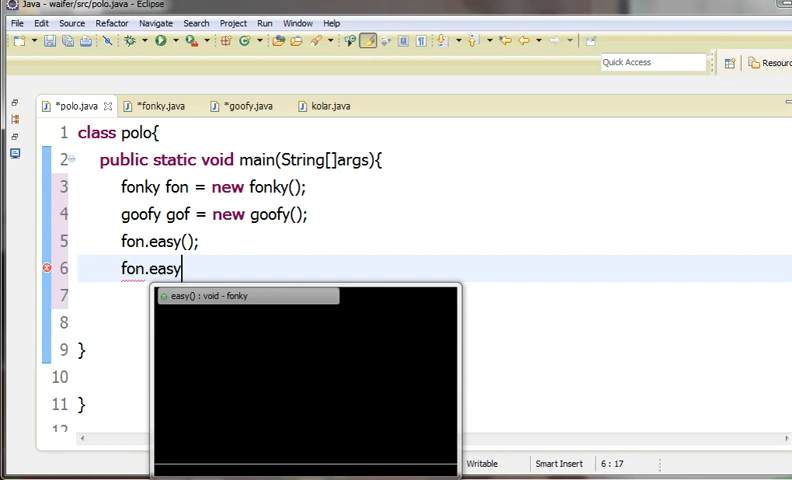 Java - waifer/src/polo.java - Eclipse
File Edit Source Refactor Navigate Search Project Run Window Help
Quick Access Resourc
*polo.java *fonky.java *goofy.java kolar.java
1 class polo{
2 public static void main(String[]args){
3 fonky fon = new fonky();
4 goofy gof = new goofy();
5 fon.easy();
6 fon.easy
easy() : void - fonky
7
8
9 }
10
11 }
12
Writable Smart Insert 6 : 17